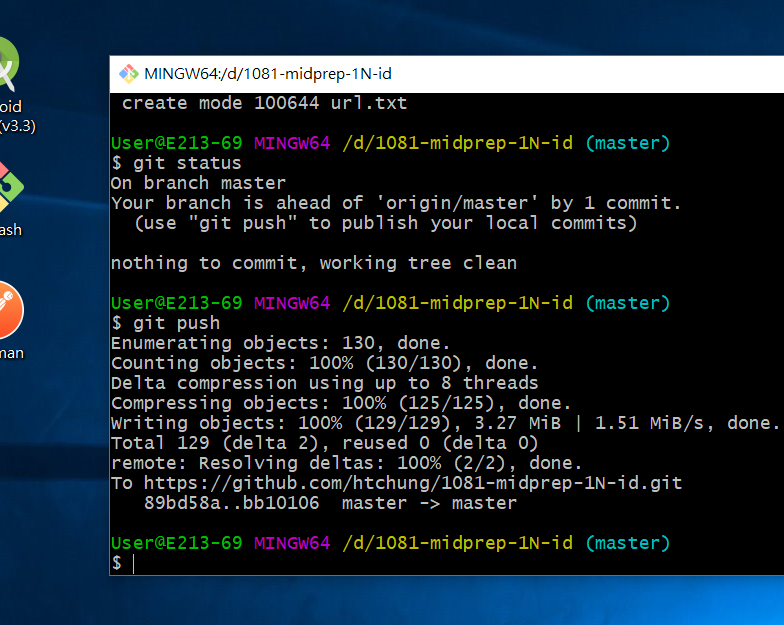 oid
(v3.3)
ash
man
MINGW64:/d/1081-midprep-1N-id
create mode 100644 url.txt
User@E213-69 MINGW64 /d/1081-midprep-1N-id (master)
$ git status
On branch master
Your branch is ahead of 'origin/master' by 1 commit.
(use "git push" to publish your local commits)
nothing to commit, working tree clean
User@E213-69 MINGW64 /d/1081-midprep-1N-id (master)
$ git push
Enumerating objects: 130, done.
Counting objects: 100% (130/130), done.
Delta compression using up to 8 threads
Compressing objects: 100% (125/125), done.
Writing objects: 100% (129/129), 3.27 MiB | 1.51 MiB/s, done.
Total 129 (delta 2), reused 0 (delta 0)
remote: Resolving deltas: 100% (2/2), done.
To https://github.com/htchung/1081-midprep-1N-id.git
89bd58a..bb10106 master -> master
User@E213-69 MINGW64 /d/1081-midprep-1N-id (master)
$